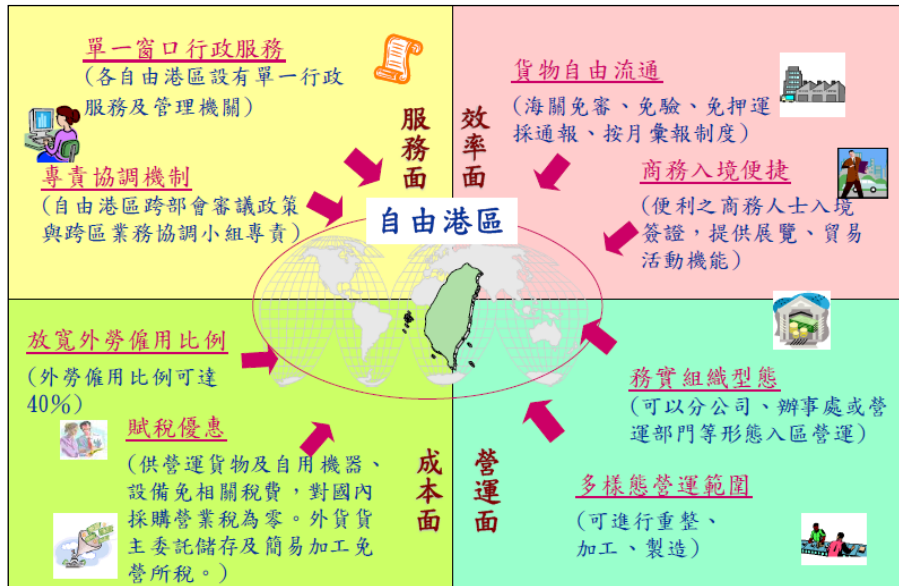 單一窗口行政服務
(各自由港區設有單一行政
服務及管理機關)
專責協調機制
(自由港區跨部會審議政策
與跨區業務協調小組專責)
服務面
效率面
貨物自由流通
(海關免審、免驗、免押運
採通報、按月彙報制度)
商務入境便捷
(便利之商務人士入境
簽證，提供展覽、貿易
活動機能)
自由港區
放寬外勞僱用比例
(外勞僱用比例可達
40%)
賦稅優惠
(供營運貨物及自用機器、
設備免相關稅費，對國內
採購營業稅為零。外貨貨
主委託儲存及簡易加工免
營所稅。)
成本面
營運面
務實組織型態
(可以分公司、辦事處或營
運部門等形態入區營運)
多樣態營運範圍
(可進行重整、
加工、製造)